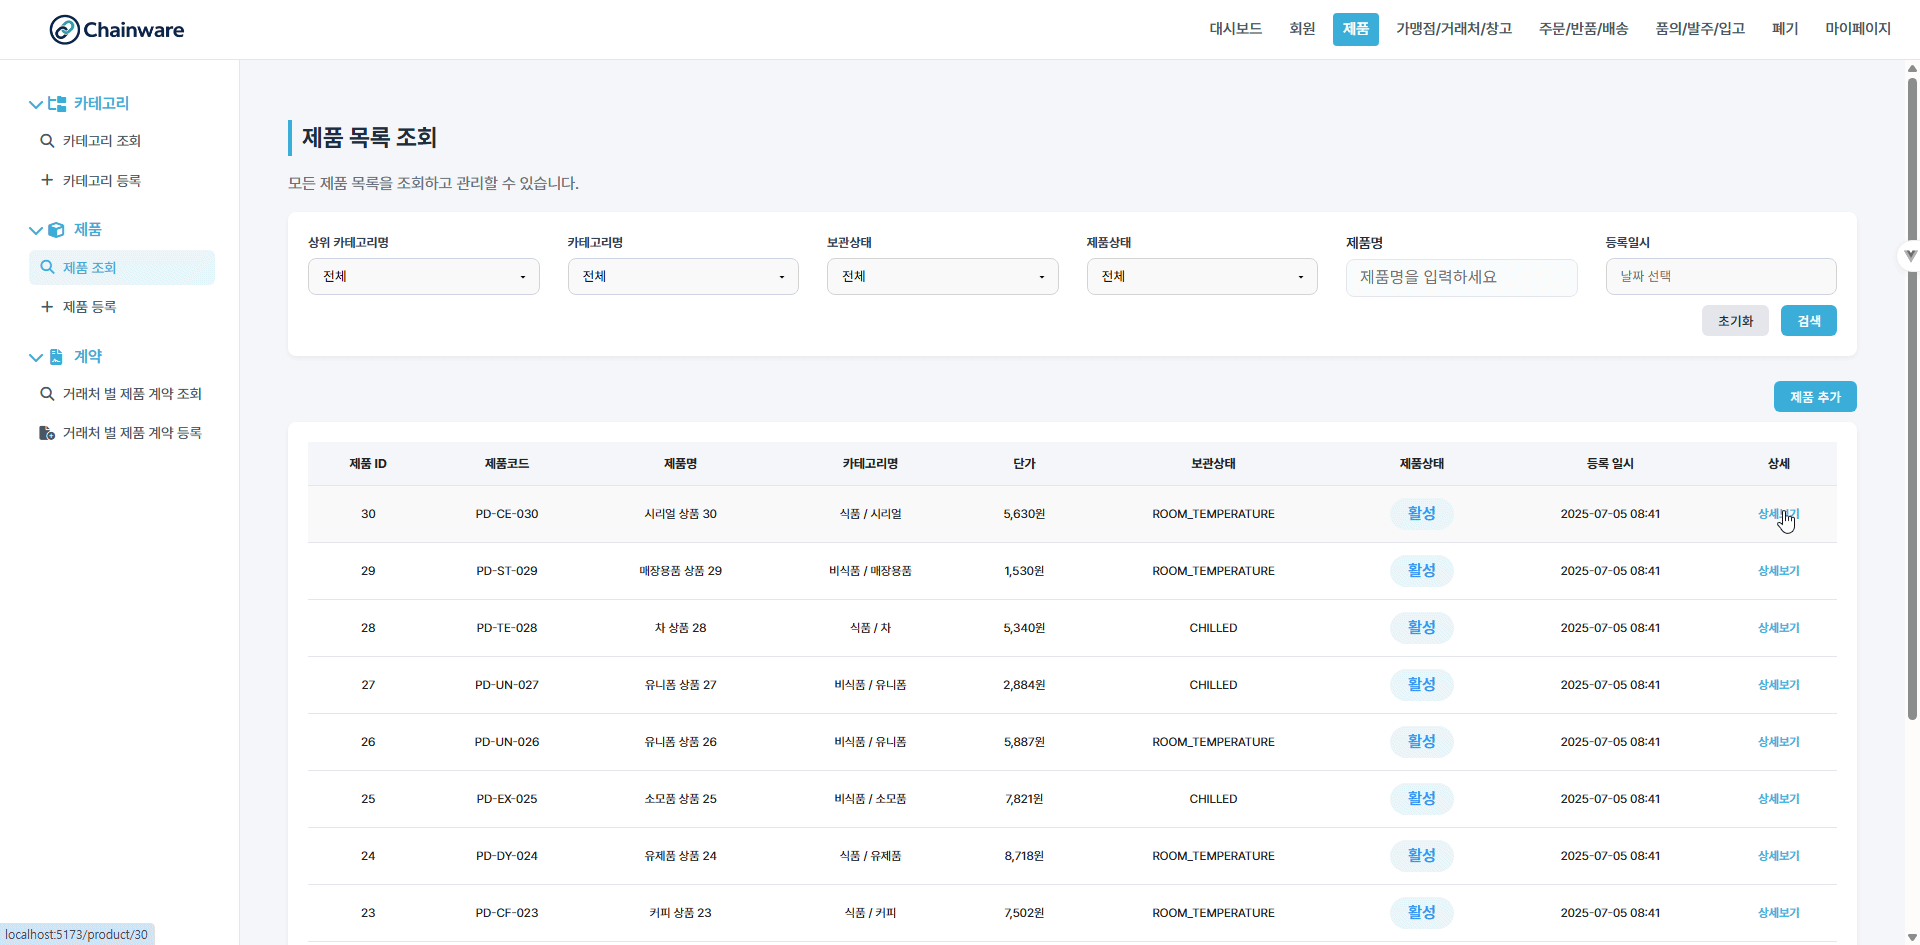 Chainware
대시보드 회원 제품 가맹점/거래처/창고 주문/반품/배송 품의/발주/입고 폐기 마이페이지
카테고리
카테고리 조회
카테고리 등록
제품
제품 조회
제품 등록
계약
거래처 별 제품 계약 조회
거래처 별 제품 계약 등록
제품 목록 조회
모든 제품 목록을 조회하고 관리할 수 있습니다.
상위 카테고리명 카테고리명 보관상태 제품상태 제품명 등록일시
전체 전체 전체 전체 제품명을 입력하세요 날짜 선택
초기화 검색
제품 추가
제품 ID 제품코드 제품명 카테고리명 단가 보관상태 제품상태 등록 일시 상세
30 PD-CE-030 시리얼 상품 30 식품 / 시리얼 5,630원 ROOM_TEMPERATURE 활성 2025-07-05 08:41 상세보기
29 PD-ST-029 매장용품 상품 29 비식품 / 매장용품 1,530원 ROOM_TEMPERATURE 활성 2025-07-05 08:41 상세보기
28 PD-TE-028 차 상품 28 식품 / 차 5,340원 CHILLED 활성 2025-07-05 08:41 상세보기
27 PD-UN-027 유니폼 상품 27 비식품 / 유니폼 2,884원 CHILLED 활성 2025-07-05 08:41 상세보기
26 PD-UN-026 유니폼 상품 26 비식품 / 유니폼 5,887원 ROOM_TEMPERATURE 활성 2025-07-05 08:41 상세보기
25 PD-EX-025 소모품 상품 25 비식품 / 소모품 7,821원 CHILLED 활성 2025-07-05 08:41 상세보기
24 PD-DY-024 유제품 상품 24 식품 / 유제품 8,718원 ROOM_TEMPERATURE 활성 2025-07-05 08:41 상세보기
23 PD-CF-023 커피 상품 23 식품 / 커피 7,502원 ROOM_TEMPERATURE 활성 2025-07-05 08:41 상세보기
localhost:5173/product/30